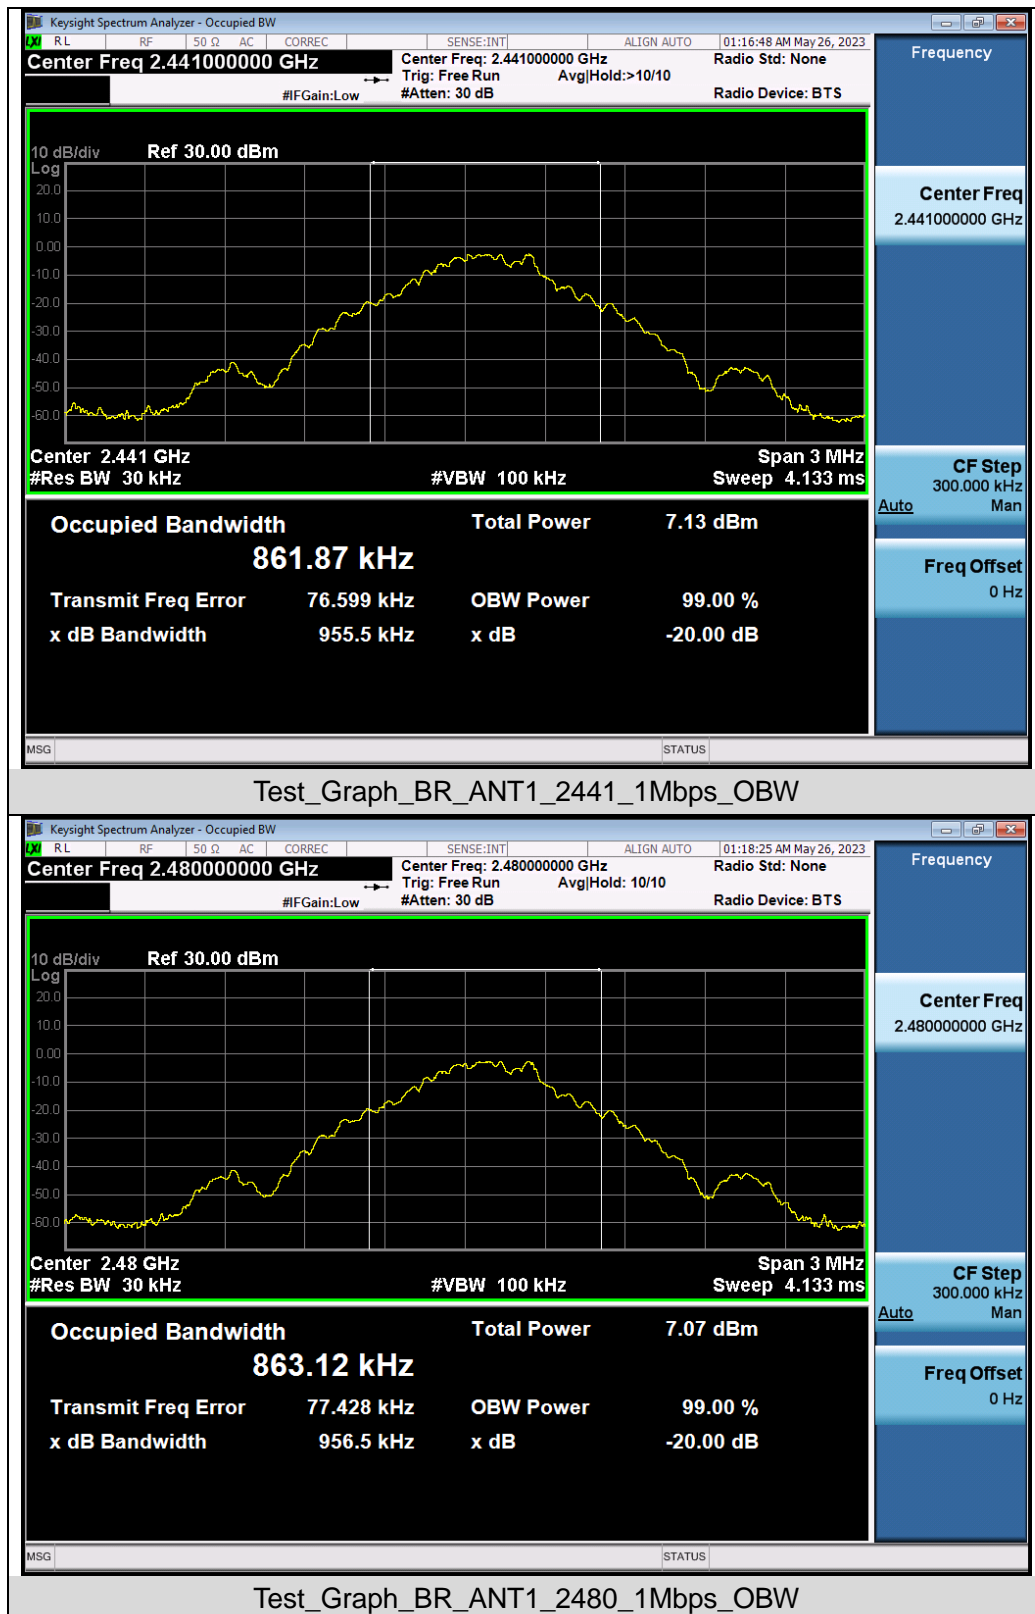 Keysight Spectrum Analyzer - Occupied BW
LXI RL RF 50 Ω AC CORREC SENSE:INT ALIGN AUTO 01:16:48 AM May 26, 2023
Center Freq 2.441000000 GHz
Center Freq: 2.441000000 GHz Radio Std: None
Trig: Free Run Avg|Hold:>10/10
#IFGain:Low #Atten: 30 dB Radio Device: BTS
Frequency
10 dB/div Ref 30.00 dBm
Log
20.0
10.0
0.00
-10.0
-20.0
-30.0
-40.0
-50.0
-60.0
Center Freq
2.441000000 GHz
Center 2.441 GHz Span 3 MHz
#Res BW 30 kHz #VBW 100 kHz Sweep 4.133 ms
CF Step
300.000 kHz
Auto Man
Occupied Bandwidth Total Power 7.13 dBm
861.87 kHz
Freq Offset
0 Hz
Transmit Freq Error 76.599 kHz OBW Power 99.00 %
x dB Bandwidth 955.5 kHz x dB -20.00 dB
MSG STATUS
Test_Graph_BR_ANT1_2441_1Mbps_OBW
Keysight Spectrum Analyzer - Occupied BW
LXI RL RF 50 Ω AC CORREC SENSE:INT ALIGN AUTO 01:18:25 AM May 26, 2023
Center Freq 2.480000000 GHz
Center Freq: 2.480000000 GHz Radio Std: None
Trig: Free Run Avg|Hold: 10/10
#IFGain:Low #Atten: 30 dB Radio Device: BTS
Frequency
10 dB/div Ref 30.00 dBm
Log
20.0
10.0
0.00
-10.0
-20.0
-30.0
-40.0
-50.0
-60.0
Center Freq
2.480000000 GHz
Center 2.48 GHz Span 3 MHz
#Res BW 30 kHz #VBW 100 kHz Sweep 4.133 ms
CF Step
300.000 kHz
Auto Man
Occupied Bandwidth Total Power 7.07 dBm
863.12 kHz
Freq Offset
0 Hz
Transmit Freq Error 77.428 kHz OBW Power 99.00 %
x dB Bandwidth 956.5 kHz x dB -20.00 dB
MSG STATUS
Test_Graph_BR_ANT1_2480_1Mbps_OBW